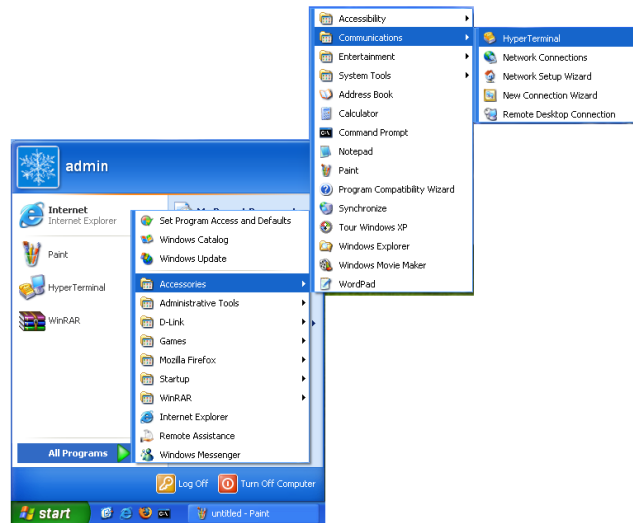 Accessibility
Communications
Entertainment
System Tools
Address Book
Calculator
Command Prompt
Notepad
Paint
Program Compatibility Wizard
Synchronize
Tour Windows XP
Windows Explorer
Windows Movie Maker
WordPad
HyperTerminal
Network Connections
Network Setup Wizard
New Connection Wizard
Remote Desktop Connection
admin
Internet
Internet Explorer
Paint
HyperTerminal
WinRAR
Set Program Access and Defaults
Windows Catalog
Windows Update
Accessories
Administrative Tools
D-Link
Games
Mozilla Firefox
Startup
WinRAR
Internet Explorer
Remote Assistance
Windows Messenger
All Programs
Log Off
Turn Off Computer
start
untitled - Paint